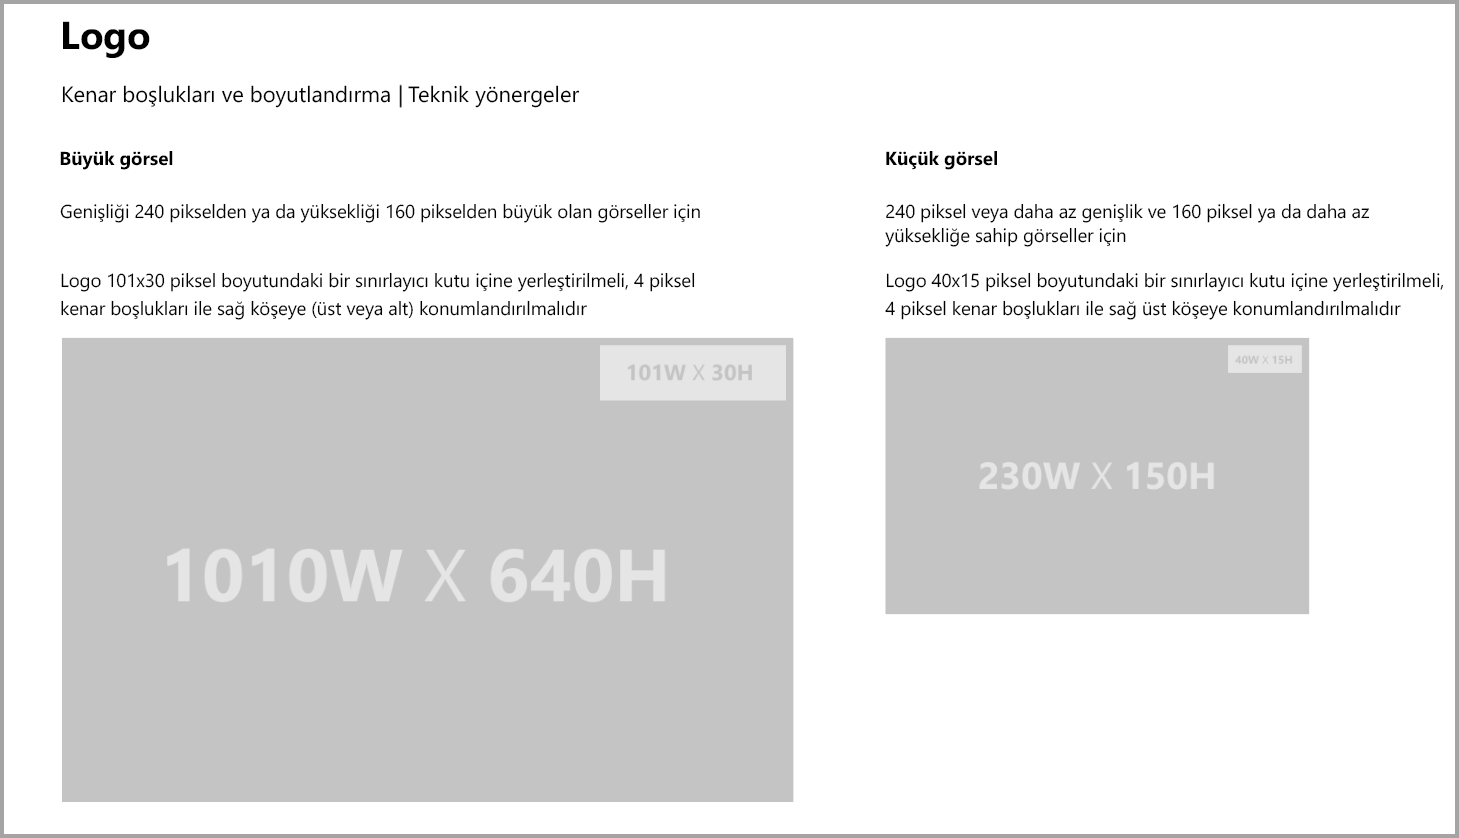 Logo
Kenar boşlukları ve boyutlandırma | Teknik yönergeler
Büyük görsel
Genişliği 240 pikselden ya da yüksekliği 160 pikselden büyük olan görseller için
Logo 101x30 piksel boyutundaki bir sınırlayıcı kutu içine yerleştirilmeli, 4 piksel
kenar boşlukları ile sağ köşeye (üst veya alt) konumlandırılmalıdır
101W X 30H
1010W X 640H
Küçük görsel
240 piksel veya daha az genişlik ve 160 piksel ya da daha az
yüksekliğe sahip görseller için
Logo 40x15 piksel boyutundaki bir sınırlayıcı kutu içine yerleştirilmeli,
4 piksel kenar boşlukları ile sağ üst köşeye konumlandırılmalıdır
40W X 15H
230W X 150H